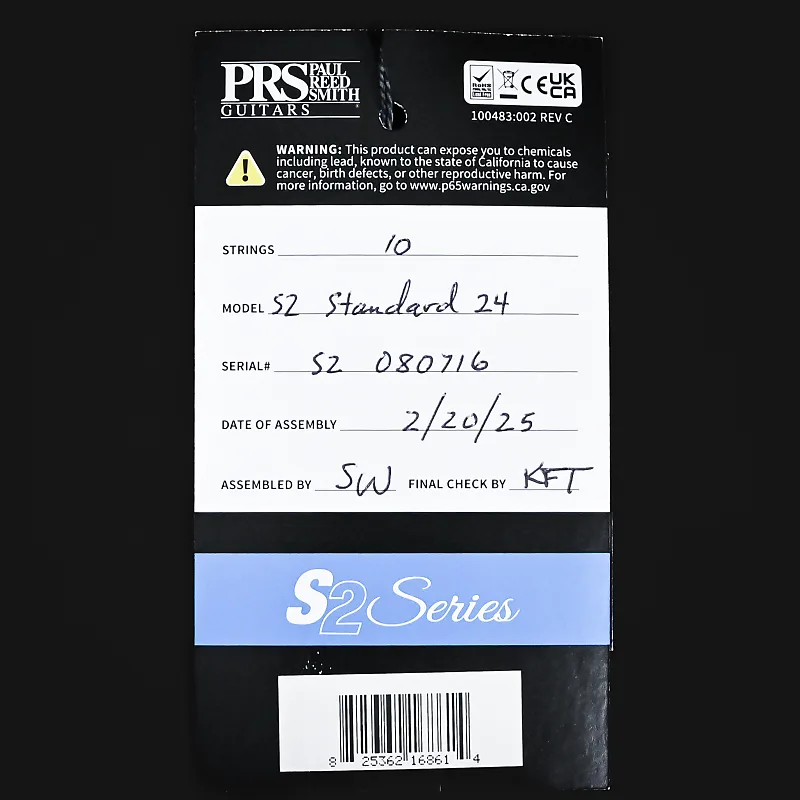 PRS PAUL REED SMITH
GUITARS
RoHS
CE UKCA
100483:002 REV C
WARNING: This product can expose you to chemicals
including lead, known to the state of California to cause
cancer, birth defects, or other reproductive harm. For
more information, go to www.p65warnings.ca.gov
STRINGS 10
MODEL S2 Standard 24
SERIAL# S2 080716
DATE OF ASSEMBLY 2/20/25
ASSEMBLED BY SW FINAL CHECK BY KFT
S2 Series
8 25362 16861 4